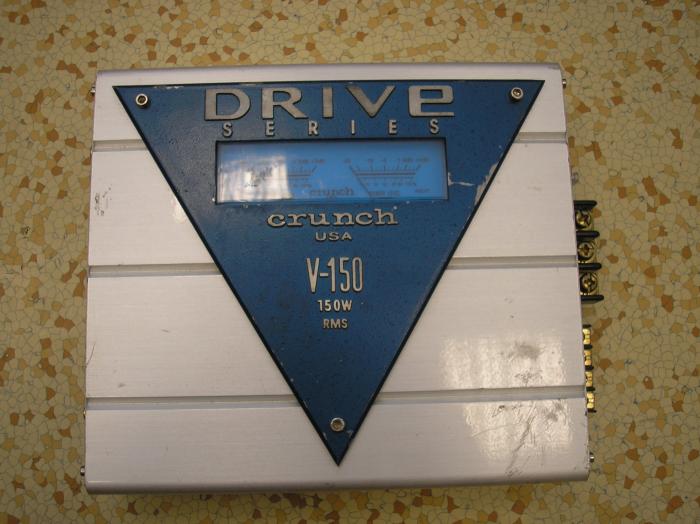 DRIVE
SERIES
crunch
crunch
USA
V-150
150W
RMS